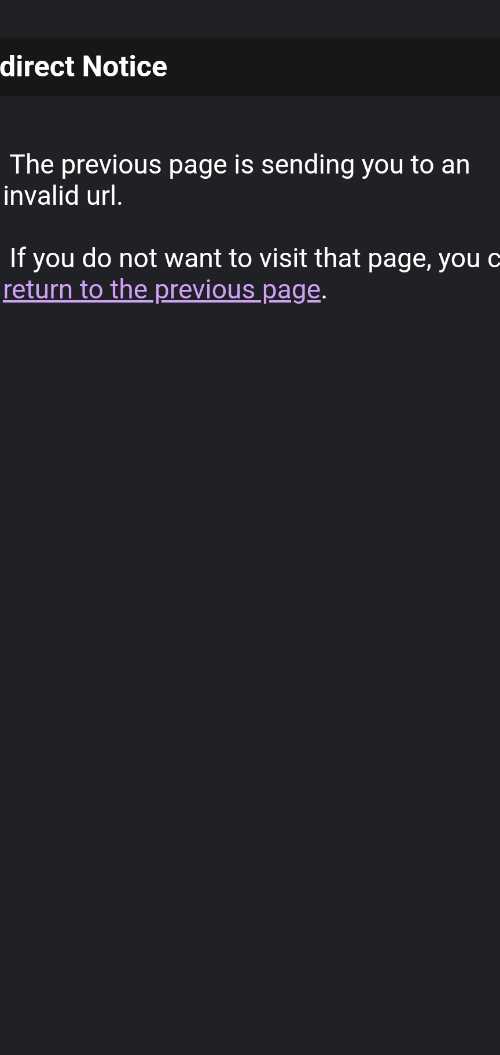 direct Notice
The previous page is sending you to an
invalid url.
If you do not want to visit that page, you c
return to the previous page.